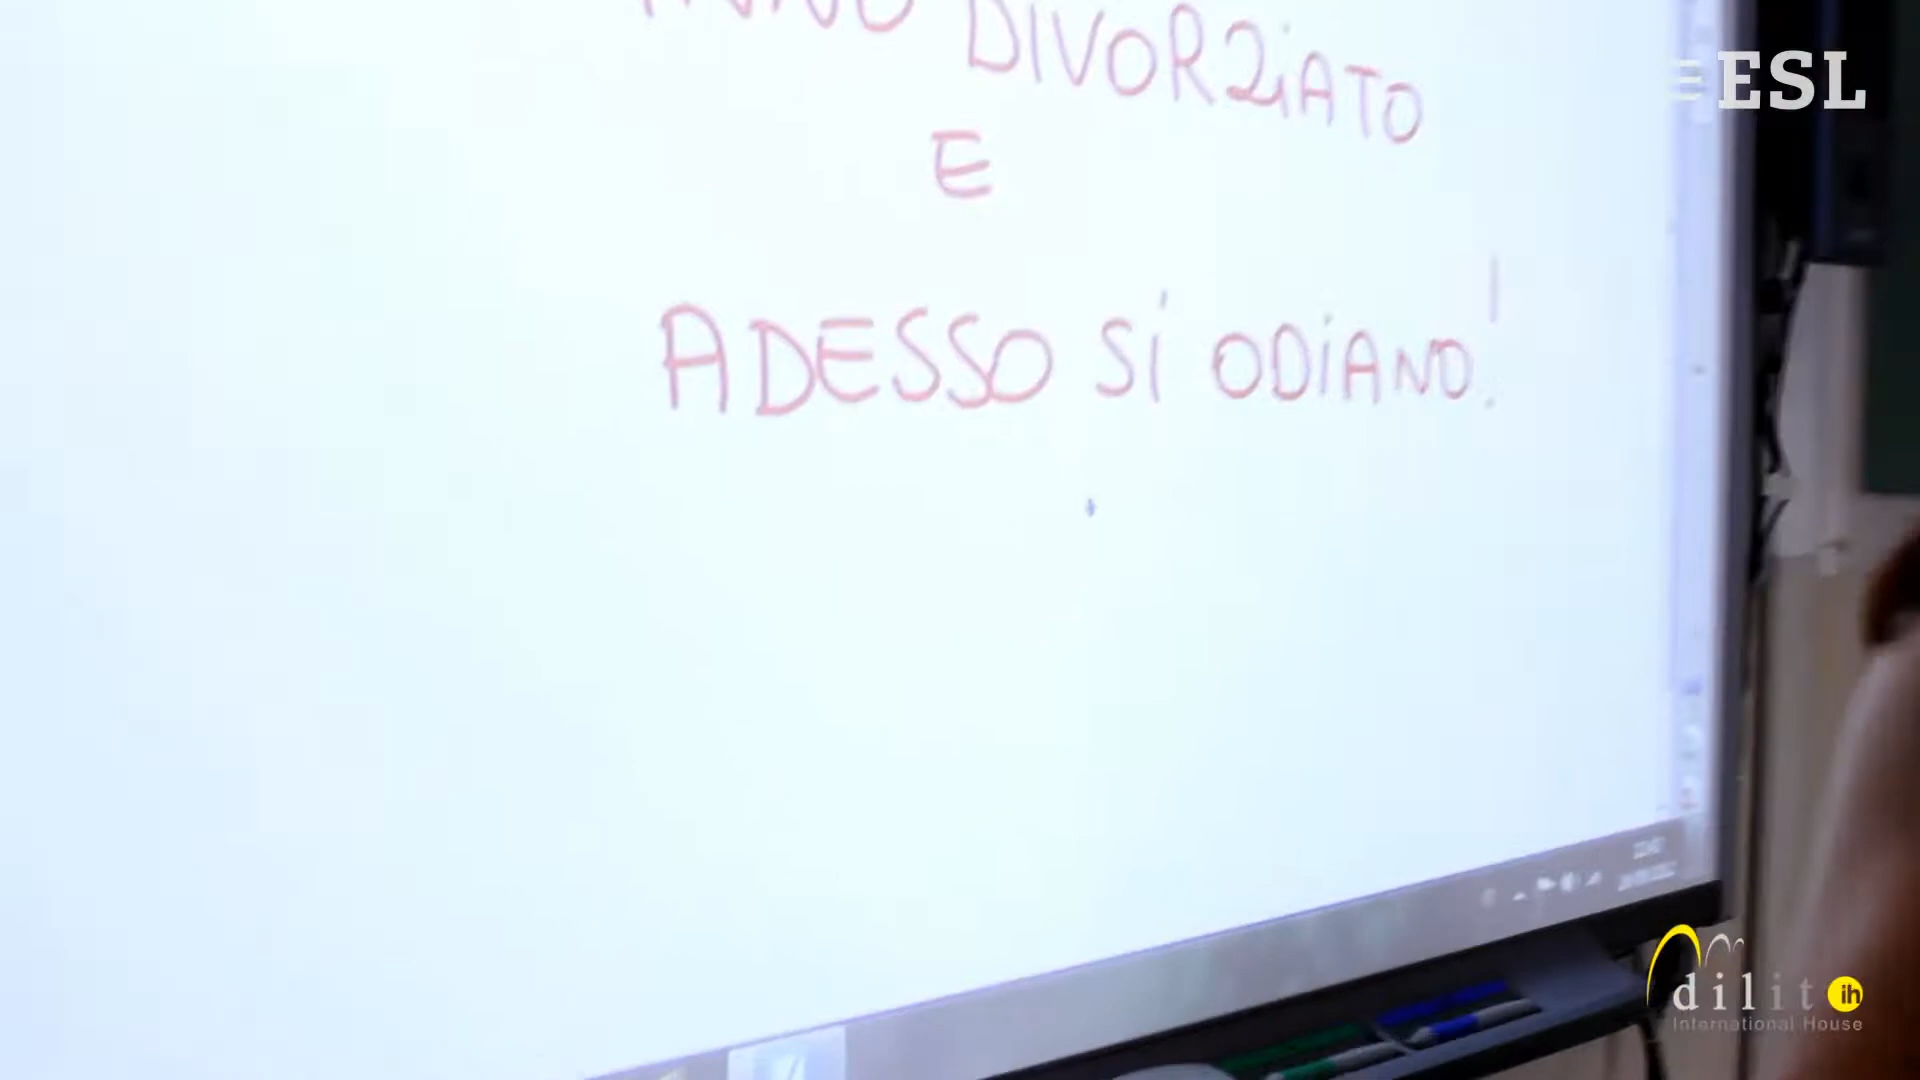 DIVORZiATO
E
ADESSO Si ODiANO!
ESL
dilit ih
International House